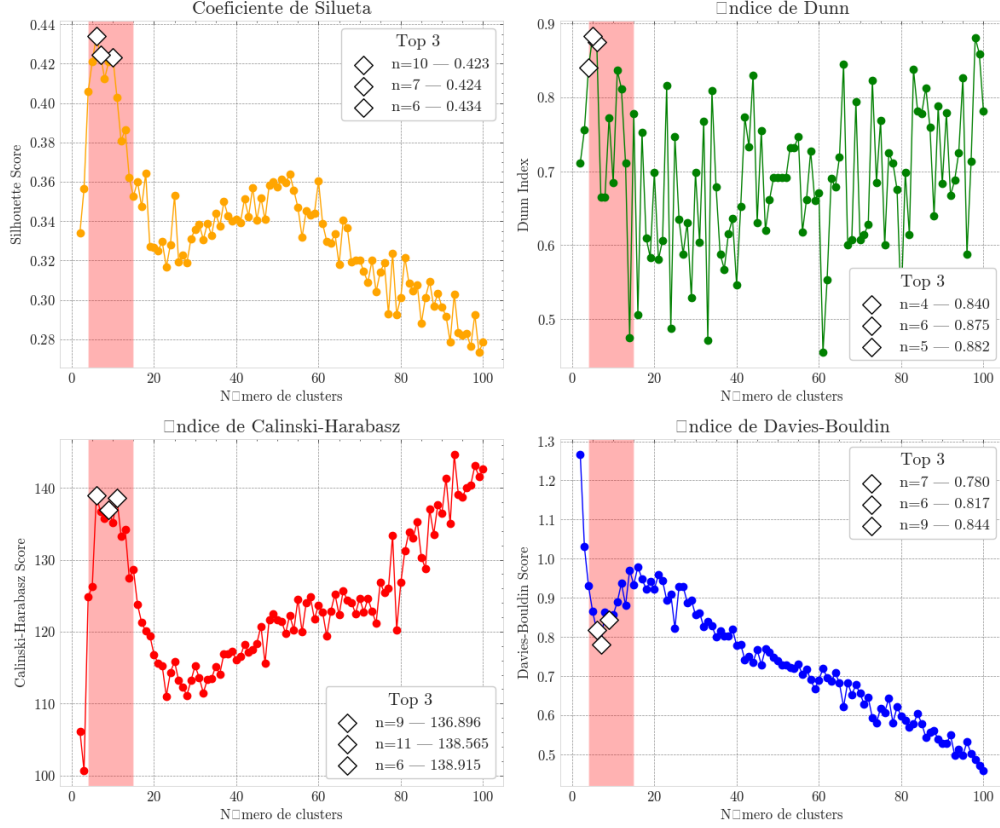 Coeficiente de Silueta
Silhouette Score
0.44
0.42
0.40
0.38
0.36
0.34
0.32
0.30
0.28
Top 3
n=10 — 0.423
n=7 — 0.424
n=6 — 0.434
0
20
40
60
80
100
N□mero de clusters
□ndice de Dunn
Dunn Index
0.9
0.8
0.7
0.6
0.5
Top 3
n=4 — 0.840
n=6 — 0.875
n=5 — 0.882
0
20
40
60
80
100
N□mero de clusters
□ndice de Calinski-Harabasz
Calinski-Harabasz Score
140
130
120
110
100
Top 3
n=9 — 136.896
n=11 — 138.565
n=6 — 138.915
0
20
40
60
80
100
N□mero de clusters
□ndice de Davies-Bouldin
Davies-Bouldin Score
1.3
1.2
1.1
1.0
0.9
0.8
0.7
0.6
0.5
Top 3
n=7 — 0.780
n=6 — 0.817
n=9 — 0.844
0
20
40
60
80
100
N□mero de clusters